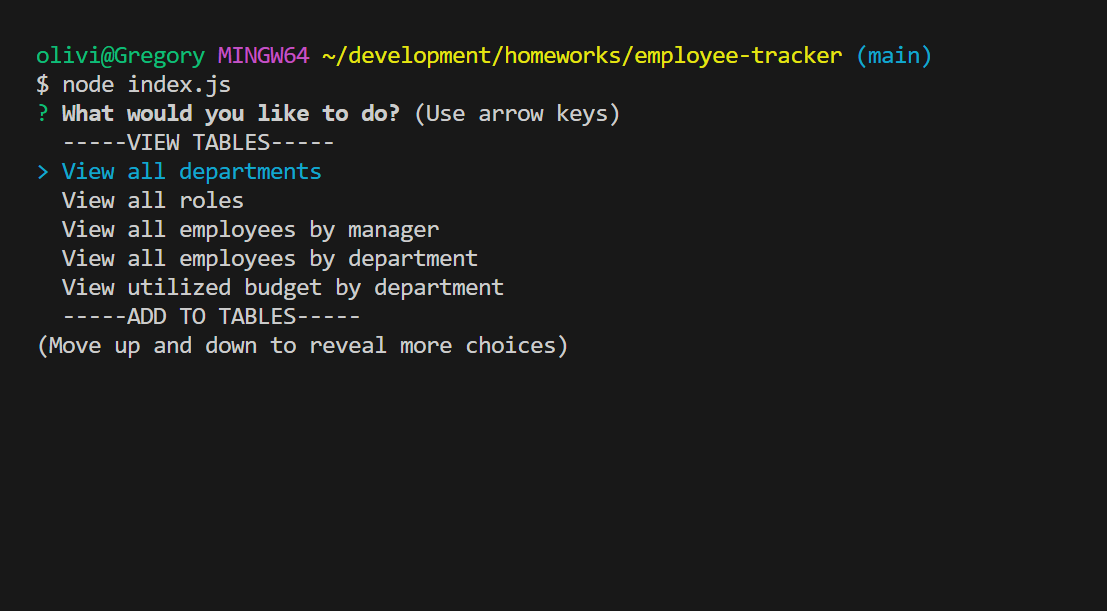 olivi@Gregory MINGW64 ~/development/homeworks/employee-tracker (main)
$ node index.js
? What would you like to do? (Use arrow keys)
-----VIEW TABLES-----
> View all departments
View all roles
View all employees by manager
View all employees by department
View utilized budget by department
-----ADD TO TABLES-----
(Move up and down to reveal more choices)